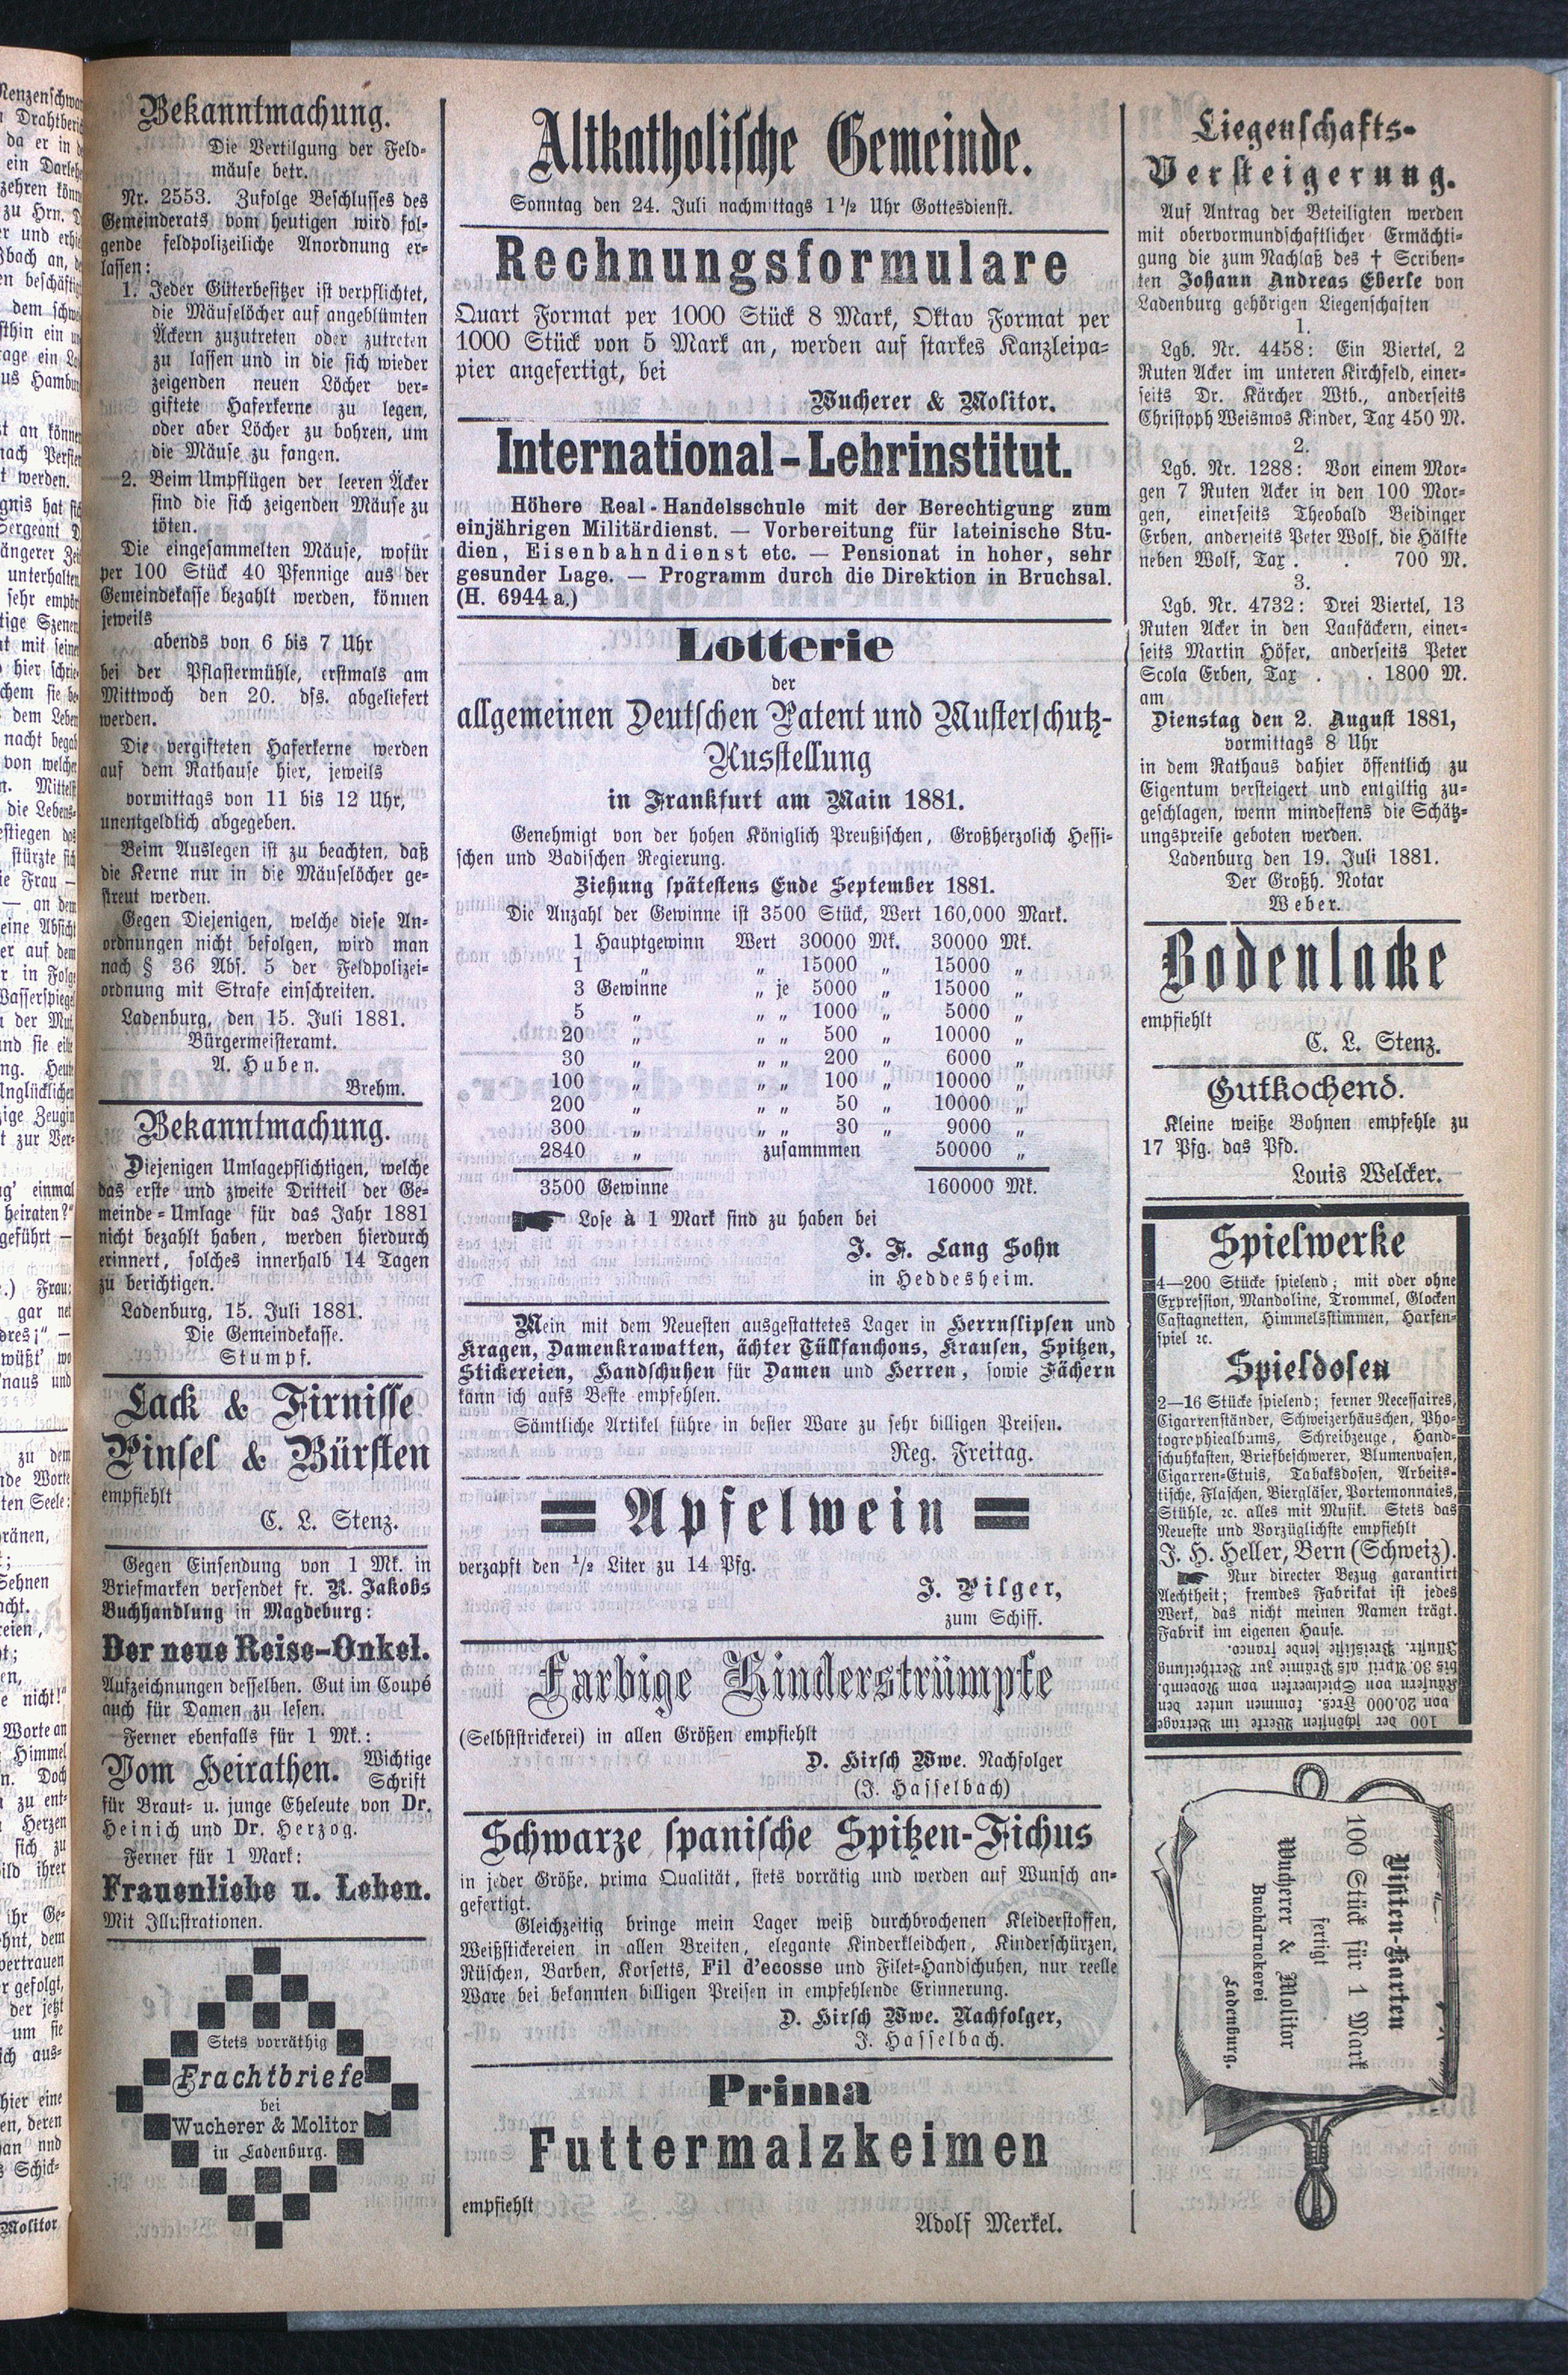 Bekanntmachung.
Die Vertilgung der Feld-
mäuse betr.
Nr. 2553. Zufolge Beschlusses des
Gemeinderats vom heutigen wird fol-
gende feldpolizeiliche Anordnung er-
lassen:
1. Jeder Güterbesitzer ist verpflichtet,
die Mäuselöcher auf angeblümten
Äckern zuzutreten oder zutreten
zu lassen und in die sich wieder
zeigenden neuen Löcher ver-
giftete Haferkerne zu legen,
oder aber Löcher zu bohren, um
die Mäuse zu fangen.
2. Beim Umpflügen der leeren Äcker
sind die sich zeigenden Mäuse zu
töten.
Die eingesammelten Mäuse, wofür
per 100 Stück 40 Pfennige aus der
Gemeindekasse bezahlt werden, können
jeweils
abends von 6 bis 7 Uhr
bei der Pflastermühle, erstmals am
Mittwoch den 20. dss. abgeliefert
werden.
Die vergifteten Haferkerne werden
auf dem Rathause hier, jeweils
vormittags von 11 bis 12 Uhr,
unentgeldlich abgegeben.
Beim Auslegen ist zu beachten, daß
die Kerne nur in die Mäuselöcher ge-
streut werden.
Gegen Diejenigen, welche diese An-
ordnungen nicht befolgen, wird man
nach § 36 Abs. 5 der Feldpolizei-
ordnung mit Strafe einschreiten.
Ladenburg, den 15. Juli 1881.
Bürgermeisteramt.
A. Huben.
Brehm.
Bekanntmachung.
Diejenigen Umlagepflichtigen, welche
das erste und zweite Dritteil der Ge-
meinde-Umlage für das Jahr 1881
nicht bezahlt haben, werden hierdurch
erinnert, solches innerhalb 14 Tagen
zu berichtigen.
Ladenburg, 15. Juli 1881.
Die Gemeindekasse.
Stumpf.
Lack & Firnisse
Pinsel & Bürsten
empfiehlt
C. L. Stenz.
Gegen Einsendung von 1 Mk. in
Briefmarken versendet fr. R. Jakobs
Buchhandlung in Magdeburg:
Der neue Reise-Onkel.
Aufzeichnungen desselben. Gut im Coupé
auch für Damen zu lesen.
Ferner ebenfalls für 1 Mk.:
Vom Heirathen. Wichtige Schrift
für Braut- u. junge Eheleute von Dr.
Heinich und Dr. Herzog.
Ferner für 1 Mark:
Frauenliebe u. Leben.
Mit Illustrationen.
Stets vorräthig
Frachtbriefe
bei
Wucherer & Molitor
in Ladenburg.
Altkatholische Gemeinde.
Sonntag den 24. Juli nachmittags 1 1/2 Uhr Gottesdienst.
Rechnungsformulare
Quart Format per 1000 Stück 8 Mark, Oktav Format per
1000 Stück von 5 Mark an, werden auf starkes Kanzleipa-
pier angefertigt, bei
Wucherer & Molitor.
International-Lehrinstitut.
Höhere Real-Handelsschule mit der Berechtigung zum
einjährigen Militärdienst. — Vorbereitung für lateinische Stu-
dien, Eisenbahndienst etc. — Pensionat in hoher, sehr
gesunder Lage. — Programm durch die Direktion in Bruchsal.
(H. 6944a.)
Lotterie
der
allgemeinen Deutschen Patent und Musterschutz-
Ausstellung
in Frankfurt am Main 1881.
Genehmigt von der hohen Königlich Preußischen, Großherzolich Hessi-
schen und Badischen Regierung.
Ziehung spätestens Ende September 1881.
Die Anzahl der Gewinne ist 3500 Stück, Wert 160,000 Mark.
1 Hauptgewinn Wert 30000 Mk. 30000 Mk.
1 „ „ 15000 „ 15000 „
3 Gewinne „ je 5000 „ 15000 „
5 „ „ „ 1000 „ 5000 „
20 „ „ „ 500 „ 10000 „
30 „ „ „ 200 „ 6000 „
100 „ „ „ 100 „ 10000 „
200 „ „ „ 50 „ 10000 „
300 „ „ „ 30 „ 9000 „
2840 „ zusammmen 50000 „
3500 Gewinne 160000 Mk.
Lose à 1 Mark sind zu haben bei
J. F. Lang Sohn
in Heddesheim.
Mein mit dem Neuesten ausgestattetes Lager in Herrnslipsen und
Kragen, Damenkrawatten, ächter Tüllfanchons, Krausen, Spitzen,
Stickereien, Handschuhen für Damen und Herren, sowie Fächern
kann ich aufs Beste empfehlen.
Sämtliche Artikel führe in bester Ware zu sehr billigen Preisen.
Reg. Freitag.
= Apfelwein =
verzapft den 1/2 Liter zu 14 Pfg.
J. Pilger,
zum Schiff.
Farbige Kinderstrümpfe
(Selbststrickerei) in allen Größen empfiehlt
D. Hirsch Wwe. Nachfolger
(J. Hasselbach)
Schwarze spanische Spitzen-Fichus
in jeder Größe, prima Qualität, stets vorrätig und werden auf Wunsch an-
gefertigt.
Gleichzeitig bringe mein Lager weiß durchbrochenen Kleiderstoffen,
Weißstickereien in allen Breiten, elegante Kinderkleidchen, Kinderschürzen,
Rüschen, Barben, Korsetts, Fil d'ecosse und Filet-Handschuhen, nur reelle
Ware bei bekannten billigen Preisen in empfehlende Erinnerung.
D. Hirsch Wwe. Nachfolger,
J. Hasselbach.
Prima
Futtermalzkeimen
empfiehlt
Adolf Merkel.
Liegenschafts-
Versteigerung.
Auf Antrag der Beteiligten werden
mit obervormundschaftlicher Ermächti-
gung die zum Nachlaß des † Scriben-
ten Johann Andreas Eberle von
Ladenburg gehörigen Liegenschaften
1.
Lgb. Nr. 4458: Ein Viertel, 2
Ruten Acker im unteren Kirchfeld, einer-
seits Dr. Kärcher Wtb., anderseits
Christoph Weismos Kinder, Tax 450 M.
2.
Lgb. Nr. 1288: Von einem Mor-
gen 7 Ruten Acker in den 100 Mor-
gen, einerseits Theobald Beidinger
Erben, anderseits Peter Wolf, die Hälfte
neben Wolf, Tax . . 700 M.
3.
Lgb. Nr. 4732: Drei Viertel, 13
Ruten Acker in den Laufäckern, einer-
seits Martin Höfer, anderseits Peter
Scola Erben, Tax . . 1800 M.
am
Dienstag den 2. August 1881,
vormittags 8 Uhr
in dem Rathaus dahier öffentlich zu
Eigentum versteigert und entgiltig zu-
geschlagen, wenn mindestens die Schätz-
ungspreise geboten werden.
Ladenburg den 19. Juli 1881.
Der Großh. Notar
Weber.
Bodenlacke
empfiehlt
C. L. Stenz.
Gutkochend.
Kleine weiße Bohnen empfehle zu
17 Pfg. das Pfd.
Louis Welcker.
Spielwerke
4—200 Stücke spielend; mit oder ohne
Expression, Mandoline, Trommel, Glocken
Castagnetten, Himmelsstimmen, Harfen-
spiel ꝛc.
Spieldosen
2—16 Stücke spielend; ferner Necessaires,
Cigarrenständer, Schweizerhäuschen, Pho-
togrephiealbums, Schreibzeuge, Hand-
schuhkasten, Briefbeschwerer, Blumenvasen,
Cigarren-Etuis, Tabaksdosen, Arbeits-
tische, Flaschen, Biergläser, Portemonnaies,
Stühle, ꝛc. alles mit Musik. Stets das
Neueste und Vorzüglichste empfiehlt
J. H. Heller, Bern (Schweiz).
Nur directer Bezug garantirt
Aechtheit; fremdes Fabrikat ist jedes
Werk, das nicht meinen Namen trägt.
Fabrik im eigenen Hause.
100 der schönsten Werke im Betrage
von 20.000 Frcs. kommen unter den
Käufern von Spielwerken vom Novemb.
bis 30. April als Prämie zur Vertheilung
Illustr. Preisliste sende franco.
Visiten-Karten
100 Stück für 1 Mark
fertigt
Wucherer & Molitor
Buchdruckerei
Ladenburg.